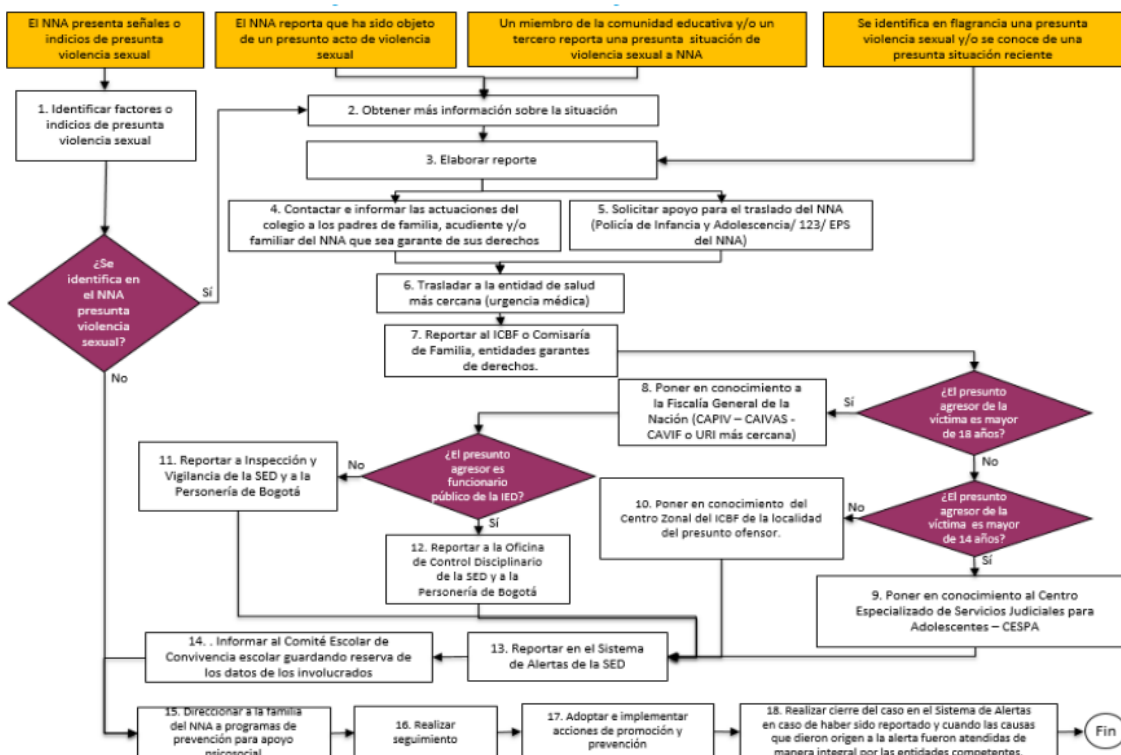 El NNA presenta señales o
indicios de presunta
violencia sexual
El NNA reporta que ha sido objeto
de un presunto acto de violencia
sexual
Un miembro de la comunidad educativa y/o un
tercero reporta una presunta situación de
violencia sexual a NNA
Se identifica en flagrancia una presunta
violencia sexual y/o se conoce de una
presunta situación reciente
1. Identificar factores o
indicios de presunta
violencia sexual
2. Obtener más información sobre la situación
3. Elaborar reporte
4. Contactar e informar las actuaciones del
colegio a los padres de familia, acudiente y/o
familiar del NNA que sea garante de sus derechos
5. Solicitar apoyo para el traslado del NNA
(Policía de Infancia y Adolescencia/ 123/ EPS
del NNA)
¿Se
identifica en
el NNA
presunta
violencia
sexual?
Sí
No
6. Trasladar a la entidad de salud
más cercana (urgencia médica)
7. Reportar al ICBF o Comisaría
de Familia, entidades garantes
de derechos.
8. Poner en conocimiento a
la Fiscalía General de la
Nación (CAPIV – CAIVAS -
CAVIF o URI más cercana)
Sí
¿El presunto
agresor de la
víctima es mayor
de 18 años?
No
11. Reportar a Inspección y
Vigilancia de la SED y a la
Personería de Bogotá
No
¿El presunto
agresor es
funcionario
público de la IED?
Sí
10. Poner en conocimiento del
Centro Zonal del ICBF de la localidad
del presunto ofensor.
No
¿El presunto
agresor de la
víctima es mayor
de 14 años?
Sí
12. Reportar a la Oficina
de Control Disciplinario
de la SED y a la
Personería de Bogotá
9. Poner en conocimiento al Centro
Especializado de Servicios Judiciales para
Adolescentes – CESPA
14. . Informar al Comité Escolar de
Convivencia escolar guardando reserva de
los datos de los involucrados
13. Reportar en el Sistema
de Alertas de la SED
15. Direccionar a la familia
del NNA a programas de
prevención para apoyo
psicosocial
16. Realizar
seguimiento
17. Adoptar e implementar
acciones de promoción y
prevención
18. Realizar cierre del caso en el Sistema de Alertas
en caso de haber sido reportado y cuando las causas
que dieron origen a la alerta fueron atendidas de
manera integral por las entidades competentes.
Fin